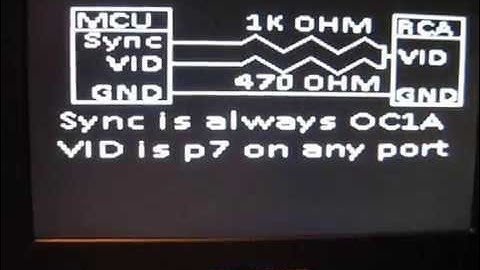 MCU 1K OHM RCA
Sync
VID VID
470 OHM
GND GND
Sync is always OC1A
VID is p7 on any port